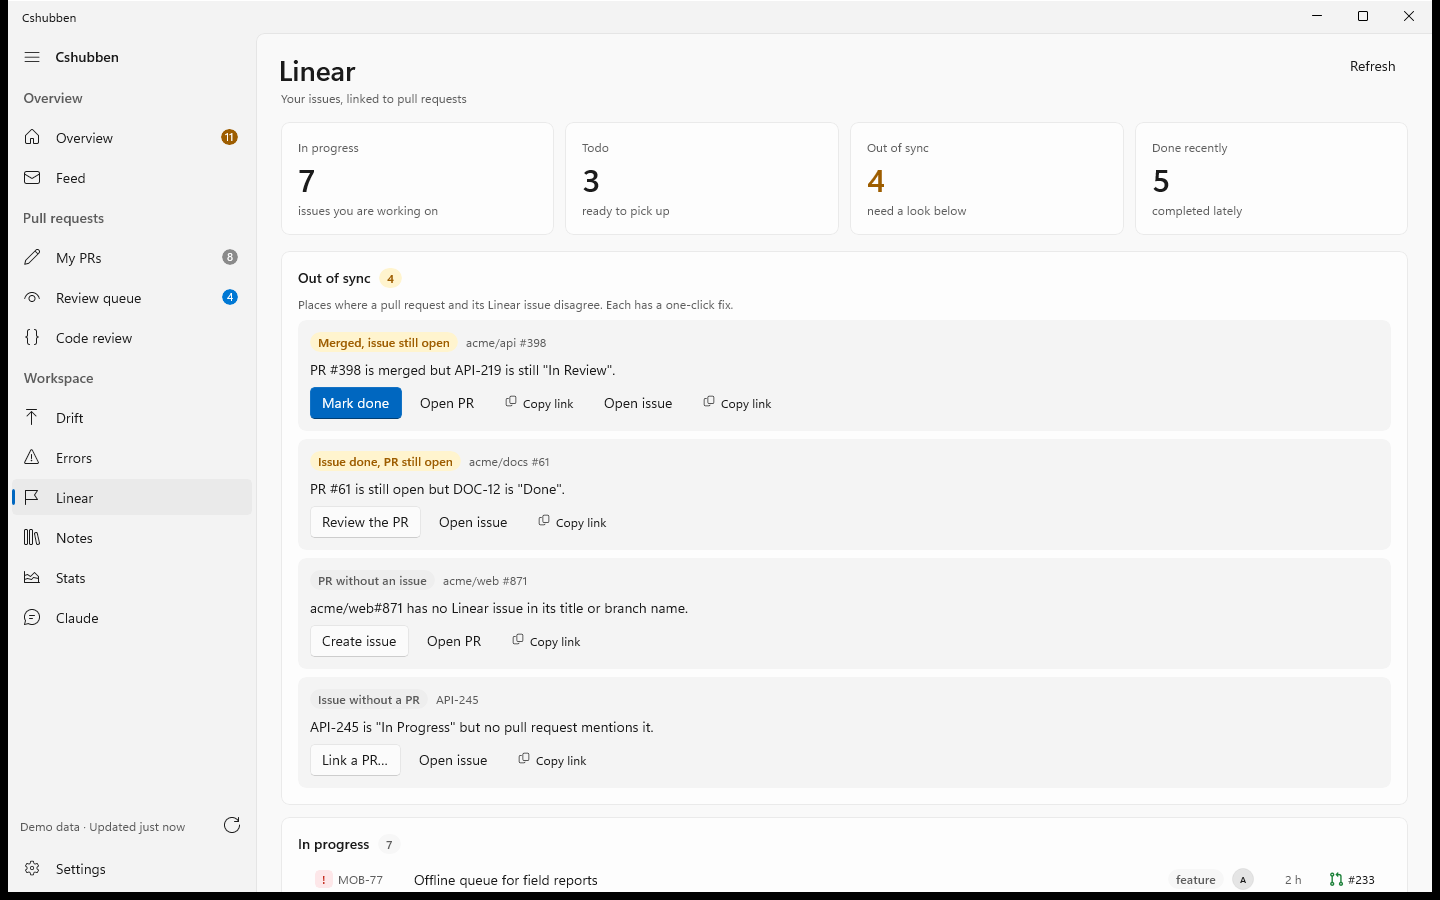 Cshubben
Cshubben
Overview
Overview 11
Feed
Pull requests
My PRs 8
Review queue 4
Code review
Workspace
Drift
Errors
Linear
Notes
Stats
Claude
Demo data · Updated just now
Settings
Linear
Refresh
Your issues, linked to pull requests
In progress
7
issues you are working on
Todo
3
ready to pick up
Out of sync
4
need a look below
Done recently
5
completed lately
Out of sync 4
Places where a pull request and its Linear issue disagree. Each has a one-click fix.
Merged, issue still open acme/api #398
PR #398 is merged but API-219 is still "In Review".
Mark done Open PR Copy link Open issue Copy link
Issue done, PR still open acme/docs #61
PR #61 is still open but DOC-12 is "Done".
Review the PR Open issue Copy link
PR without an issue acme/web #871
acme/web#871 has no Linear issue in its title or branch name.
Create issue Open PR Copy link
Issue without a PR API-245
API-245 is "In Progress" but no pull request mentions it.
Link a PR... Open issue Copy link
In progress 7
! MOB-77 Offline queue for field reports feature A 2 h #233